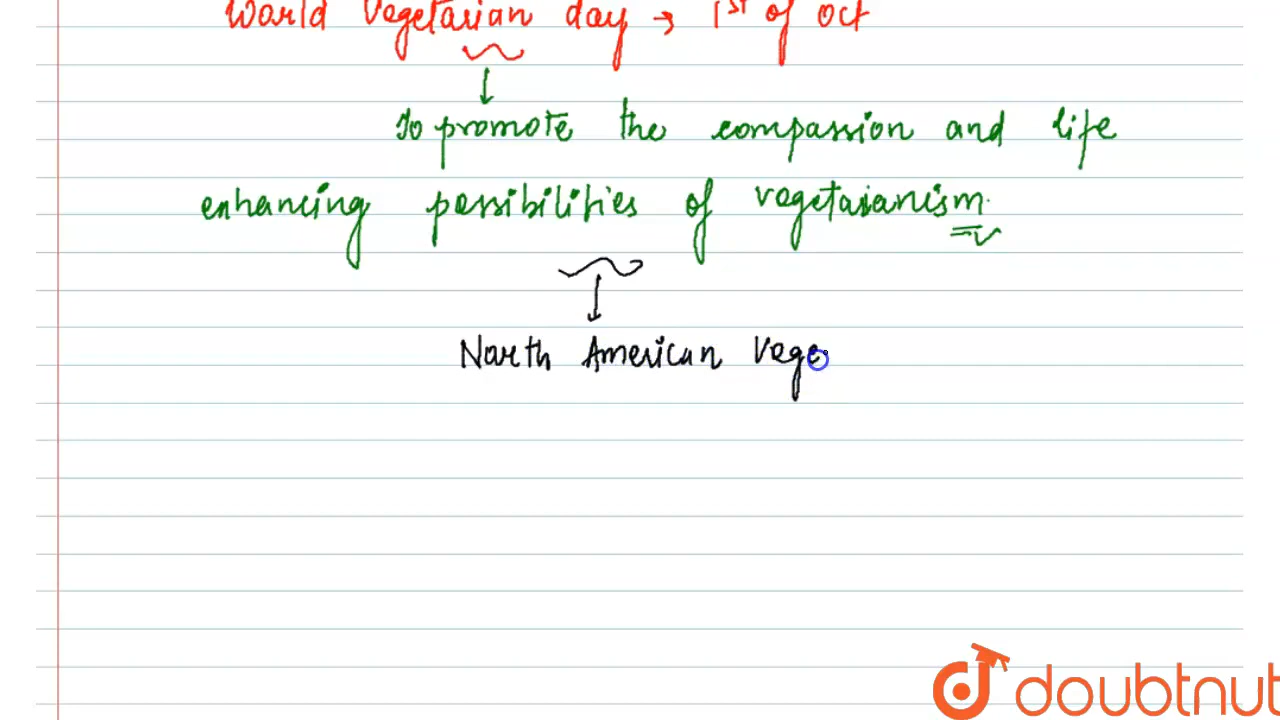 World Vegetarian day → 1st of Oct
To promote the compassion and life
enhancing possibilities of vegetarianism.
North American Vege
doubtnut